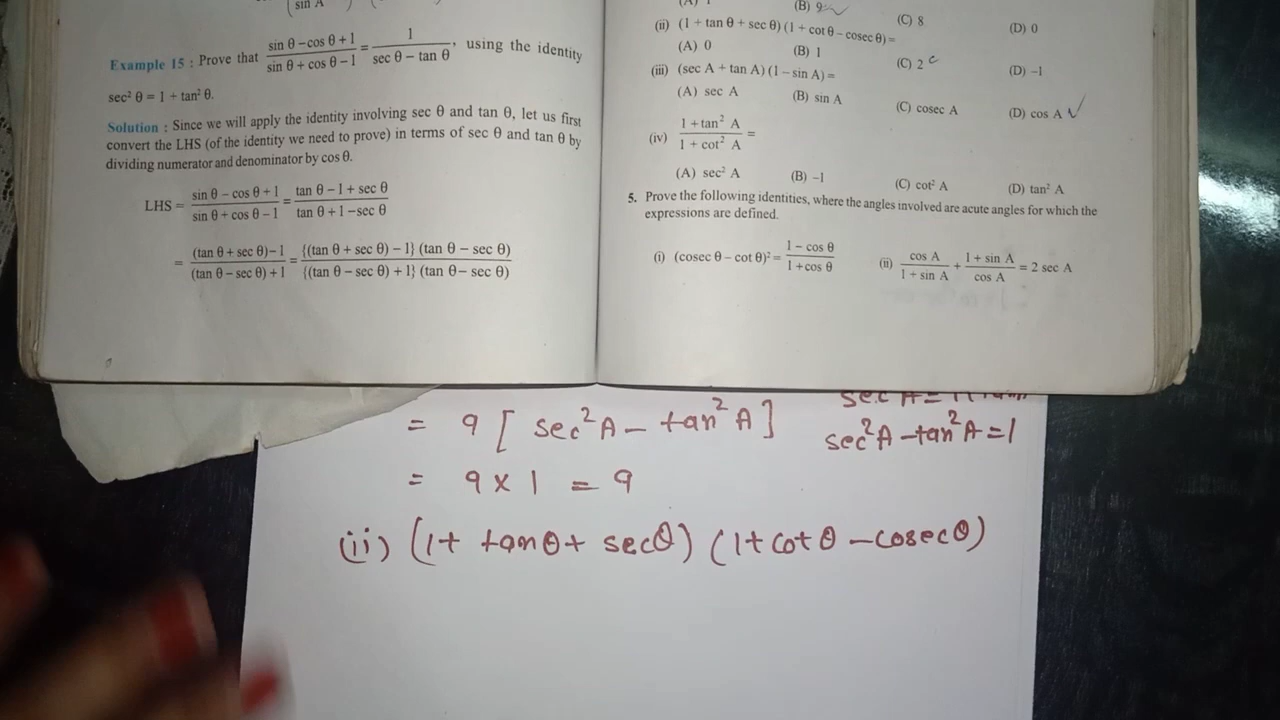 sin A
Example 15 : Prove that (sin θ – cos θ + 1)/(sin θ + cos θ – 1) = 1/(sec θ – tan θ), using the identity
sec² θ = 1 + tan² θ.
Solution : Since we will apply the identity involving sec θ and tan θ, let us first
convert the LHS (of the identity we need to prove) in terms of sec θ and tan θ by
dividing numerator and denominator by cos θ.
LHS = (sin θ – cos θ + 1)/(sin θ + cos θ – 1) = (tan θ – 1 + sec θ)/(tan θ + 1 – sec θ)
= ((tan θ + sec θ) – 1)/((tan θ – sec θ) + 1) = ({(tan θ + sec θ) – 1} (tan θ – sec θ))/({(tan θ – sec θ) + 1} (tan θ – sec θ))
(B) 9 (C) 8 (D) 0
(ii) (1 + tan θ + sec θ) (1 + cot θ – cosec θ) =
(A) 0 (B) 1 (C) 2 c (D) –1
(iii) (sec A + tan A) (1 – sin A) =
(A) sec A (B) sin A (C) cosec A (D) cos A ✓
(iv) (1 + tan² A)/(1 + cot² A) =
(A) sec² A (B) –1 (C) cot² A (D) tan² A
5. Prove the following identities, where the angles involved are acute angles for which the
expressions are defined.
(i) (cosec θ – cot θ)² = (1 – cos θ)/(1 + cos θ) (ii) cos A/(1 + sin A) + (1 + sin A)/cos A = 2 sec A
= 9 [ sec²A – tan²A ]
sec²A – tan²A = 1
= 9 × 1 = 9
(ii) (1 + tanθ + secθ) (1 + cotθ – cosecθ)